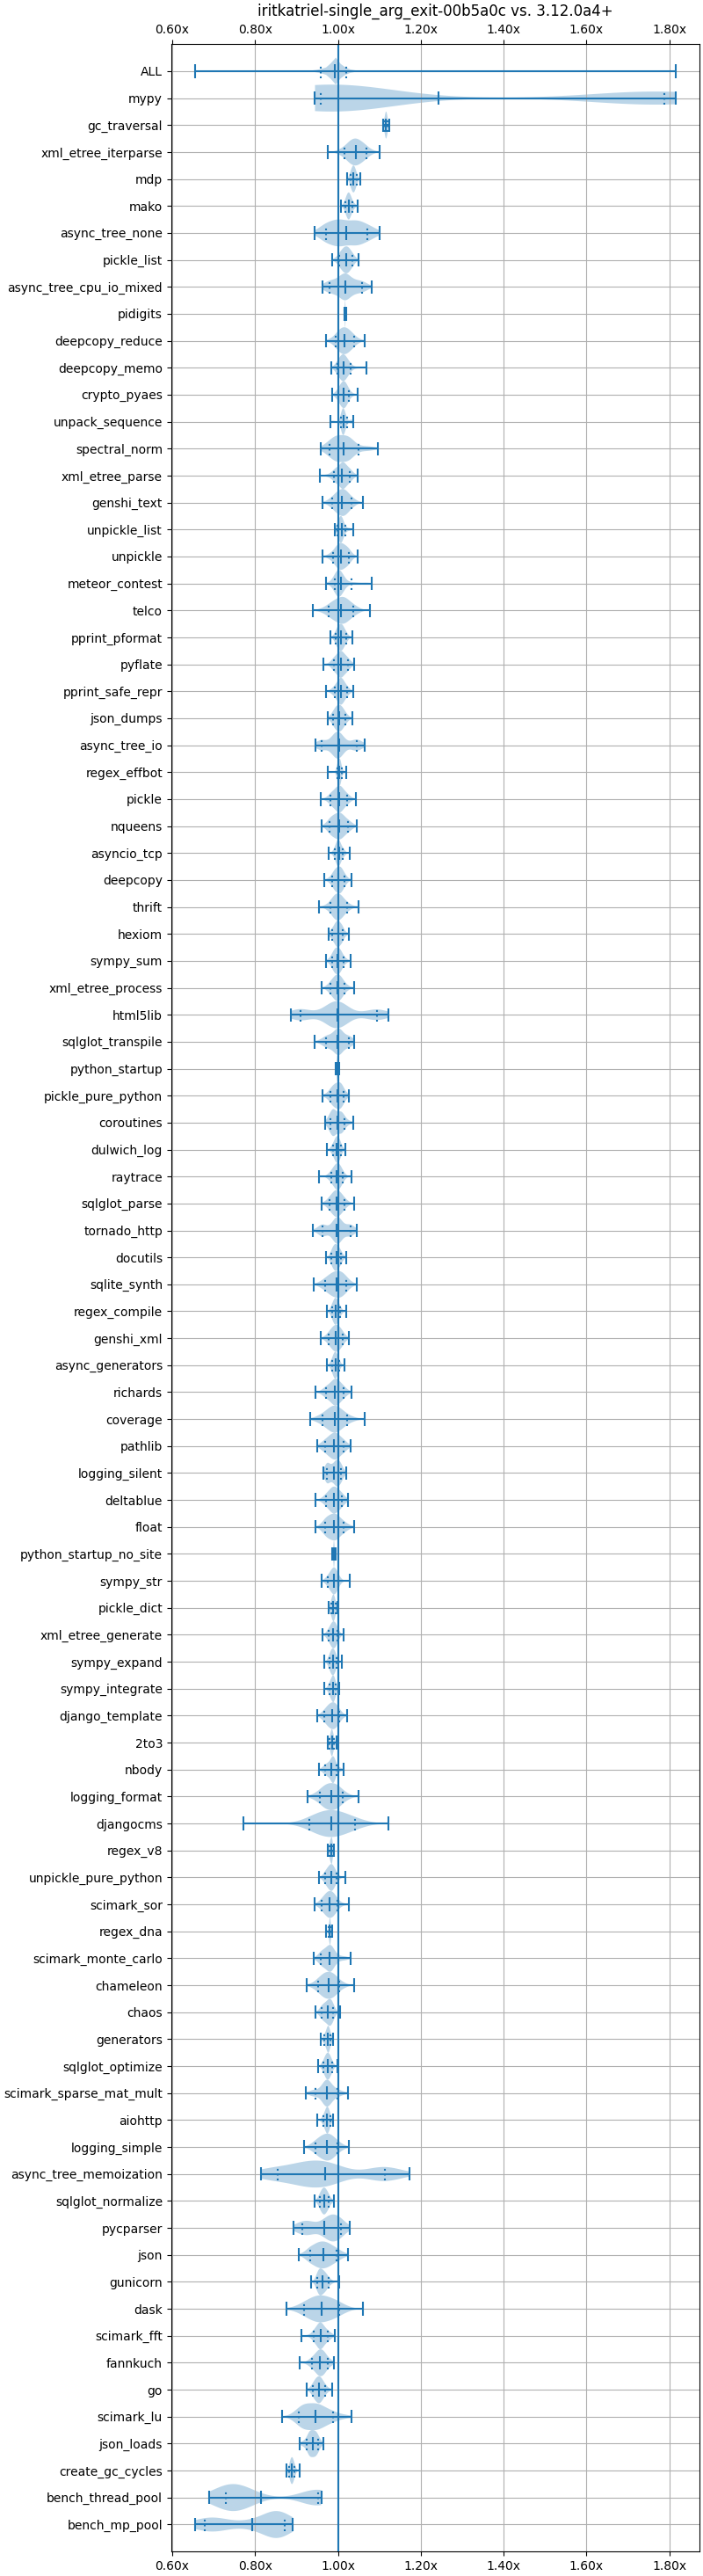 iritkatriel-single_arg_exit-00b5a0c vs. 3.12.0a4+
0.60x 0.80x 1.00x 1.20x 1.40x 1.60x 1.80x
ALL
mypy
gc_traversal
xml_etree_iterparse
mdp
mako
async_tree_none
pickle_list
async_tree_cpu_io_mixed
pidigits
deepcopy_reduce
deepcopy_memo
crypto_pyaes
unpack_sequence
spectral_norm
xml_etree_parse
genshi_text
unpickle_list
unpickle
meteor_contest
telco
pprint_pformat
pyflate
pprint_safe_repr
json_dumps
async_tree_io
regex_effbot
pickle
nqueens
asyncio_tcp
deepcopy
thrift
hexiom
sympy_sum
xml_etree_process
html5lib
sqlglot_transpile
python_startup
pickle_pure_python
coroutines
dulwich_log
raytrace
sqlglot_parse
tornado_http
docutils
sqlite_synth
regex_compile
genshi_xml
async_generators
richards
coverage
pathlib
logging_silent
deltablue
float
python_startup_no_site
sympy_str
pickle_dict
xml_etree_generate
sympy_expand
sympy_integrate
django_template
2to3
nbody
logging_format
djangocms
regex_v8
unpickle_pure_python
scimark_sor
regex_dna
scimark_monte_carlo
chameleon
chaos
generators
sqlglot_optimize
scimark_sparse_mat_mult
aiohttp
logging_simple
async_tree_memoization
sqlglot_normalize
pycparser
json
gunicorn
dask
scimark_fft
fannkuch
go
scimark_lu
json_loads
create_gc_cycles
bench_thread_pool
bench_mp_pool
0.60x 0.80x 1.00x 1.20x 1.40x 1.60x 1.80x